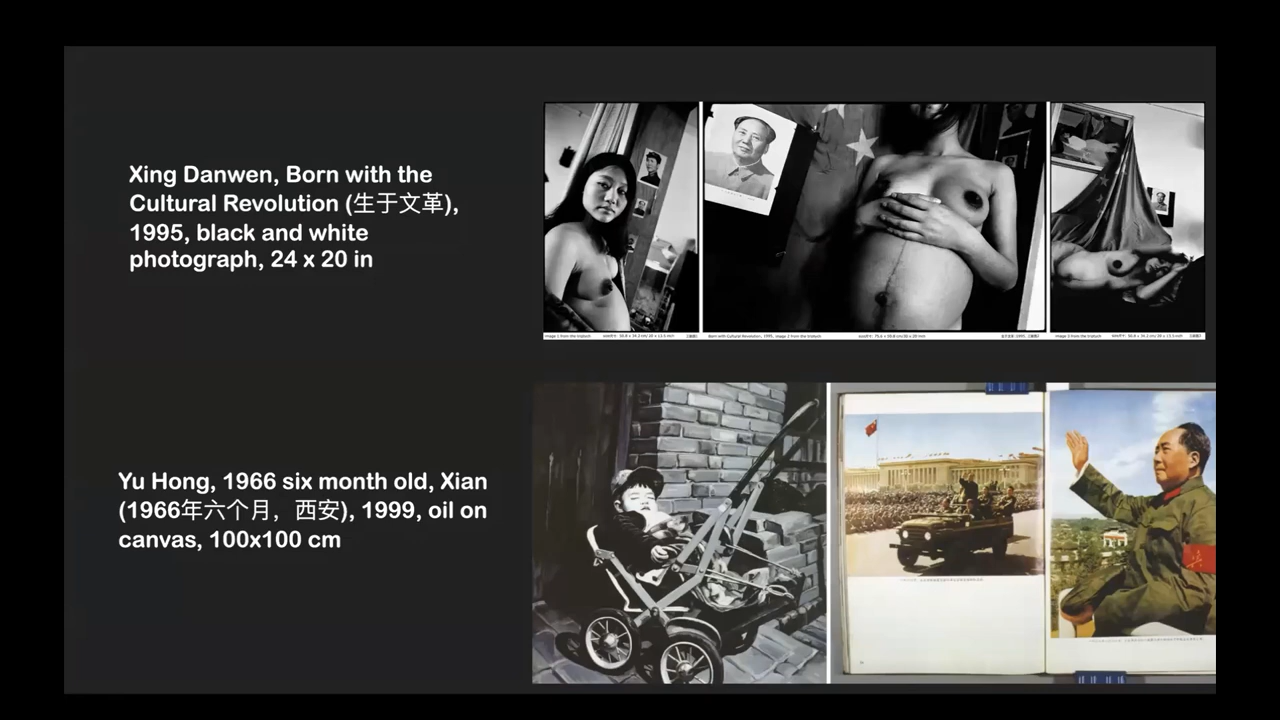 Xing Danwen, Born with the
Cultural Revolution (生于文革),
1995, black and white
photograph, 24 x 20 in
Yu Hong, 1966 six month old, Xian
(1966年六个月，西安), 1999, oil on
canvas, 100x100 cm